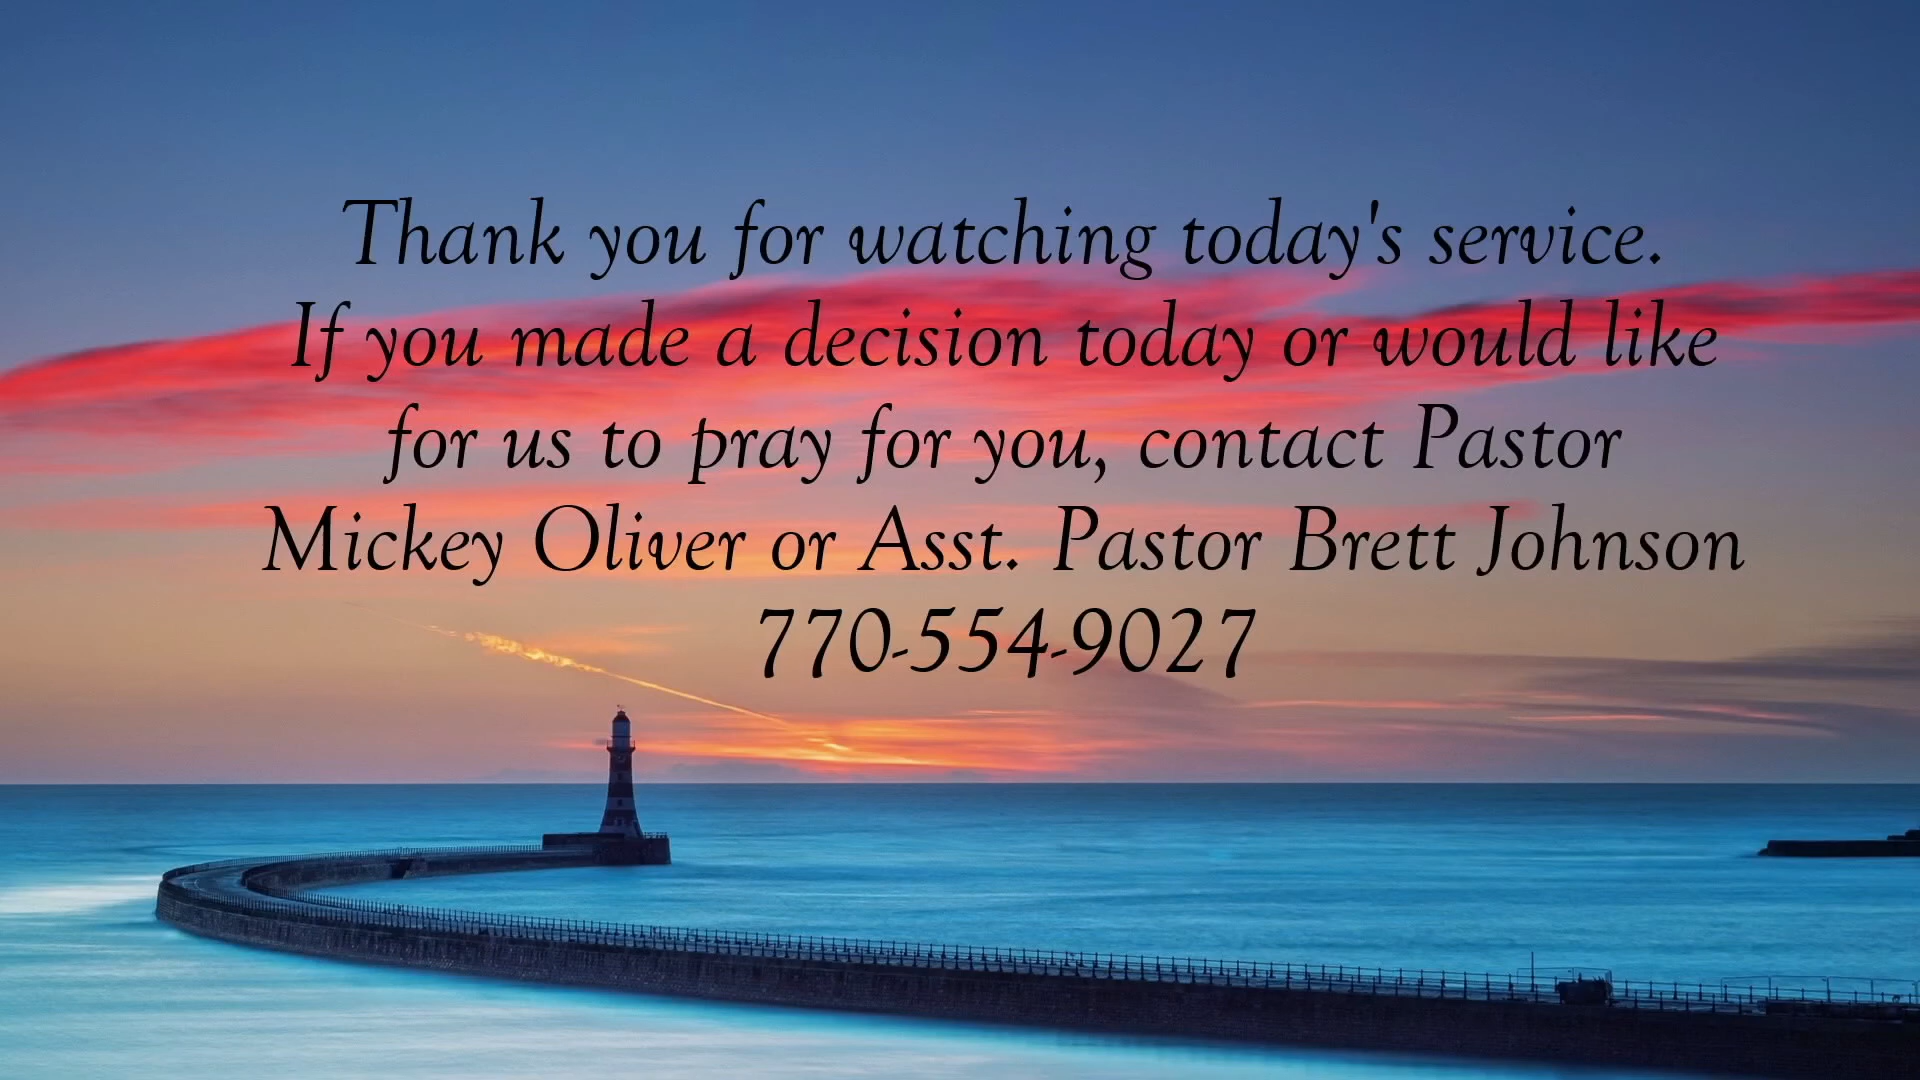 Thank you for watching today's service.
If you made a decision today or would like
for us to pray for you, contact Pastor
Mickey Oliver or Asst. Pastor Brett Johnson
770-554-9027